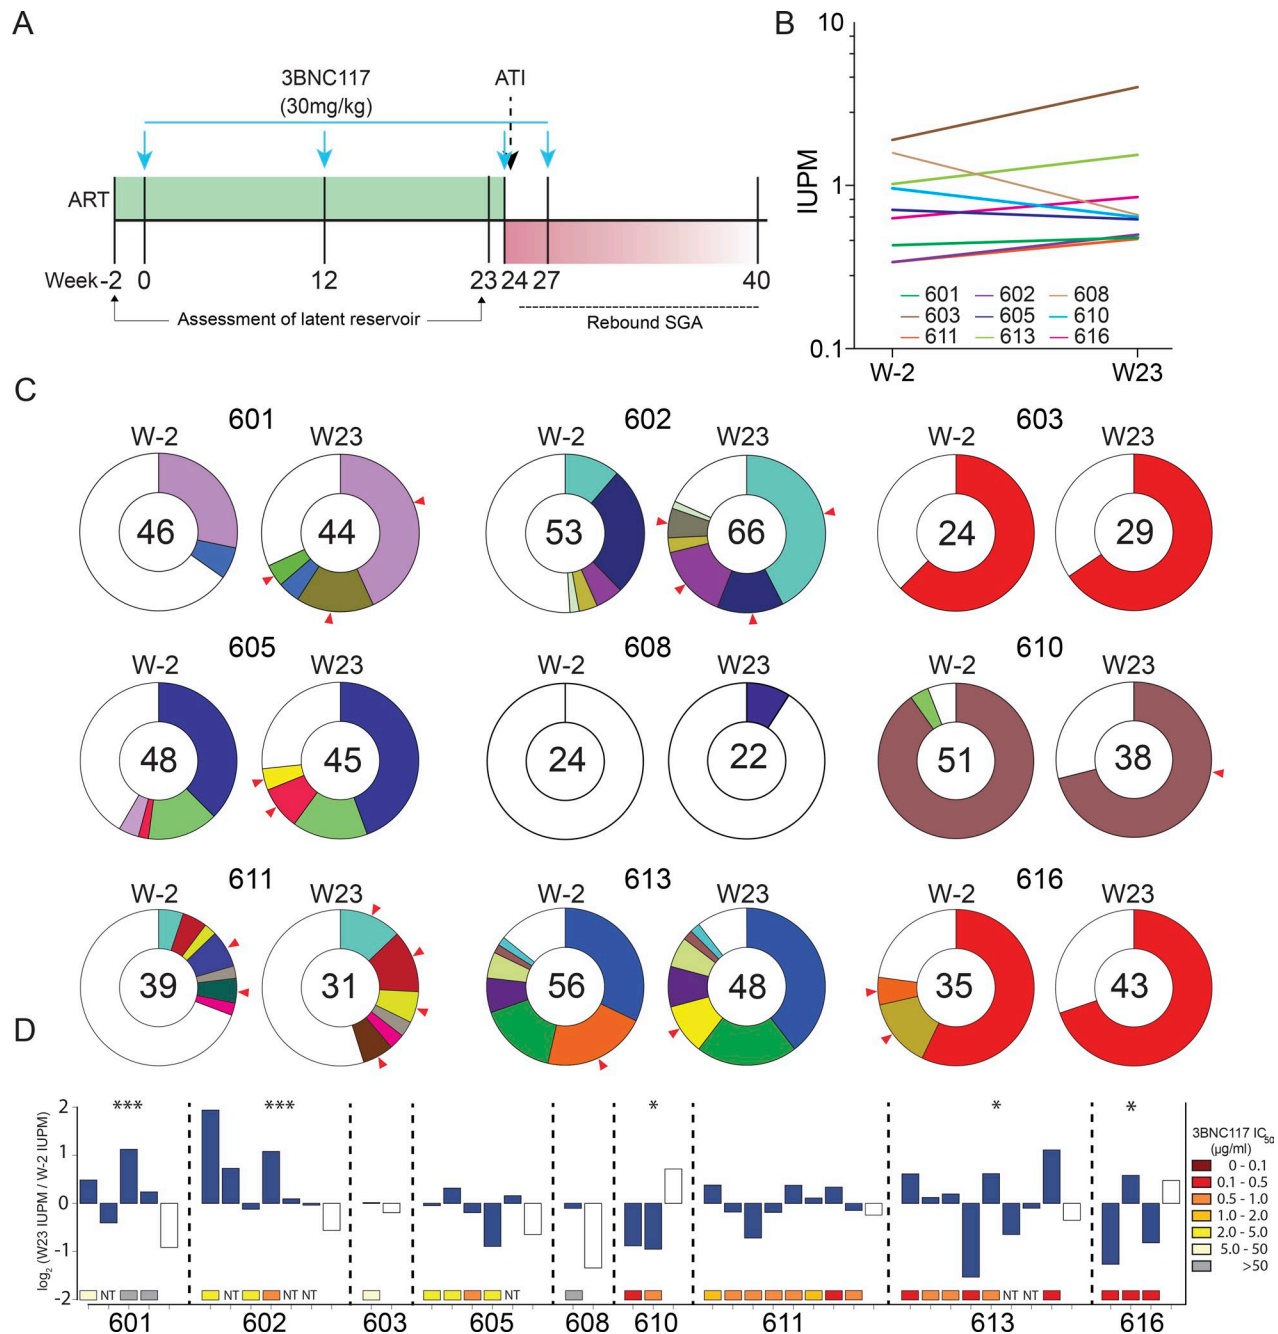 A
3BNC117
(30mg/kg)
ATI
ART
Week -2 0 12 23 24 27 40
Assessment of latent reservoir
Rebound SGA
B
10
1
0.1
IUPM
601 602 608
603 605 610
611 613 616
W-2 W23
C
601 602 603
W-2 W23 W-2 W23 W-2 W23
46 44 53 66 24 29
605 608 610
W-2 W23 W-2 W23 W-2 W23
48 45 24 22 51 38
611 613 616
W-2 W23 W-2 W23 W-2 W23
39 31 56 48 35 43
D
log2 (W23 IUPM / W-2 IUPM)
2
1
0
-1
-2
*** *** * * *
NT NT NT NT NT NT
601 602 603 605 608 610 611 613 616
3BNC117 IC50
(µg/ml)
0 - 0.1
0.1 - 0.5
0.5 - 1.0
1.0 - 2.0
2.0 - 5.0
5.0 - 50
>50